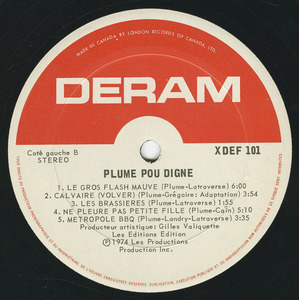 MADE IN CANADA BY LONDON RECORDS OF CANADA, LTD.
DERAM
PLUME POU DIGNE
Coté gauche B
STEREO
XDEF 101
1. LE GROS FLASH MAUVE (Plume-Latraverse) 6:00
2. CALVAIRE (VOLVER) (Plume-Grégoire: Adaptation) 3:54
3. LES BRASSIERES (Plume-Latraverse) 3:55
4. NE PLEURE PAS PETITE FILLE (Plume-Caïn) 5:10
5. METROPOLE BBQ (Plume-Landry-Latraverse) 3:35
Producteur artistique: Gilles Valiquette
Les Editions Edition
℗ 1974 Les Productions
Production Inc.